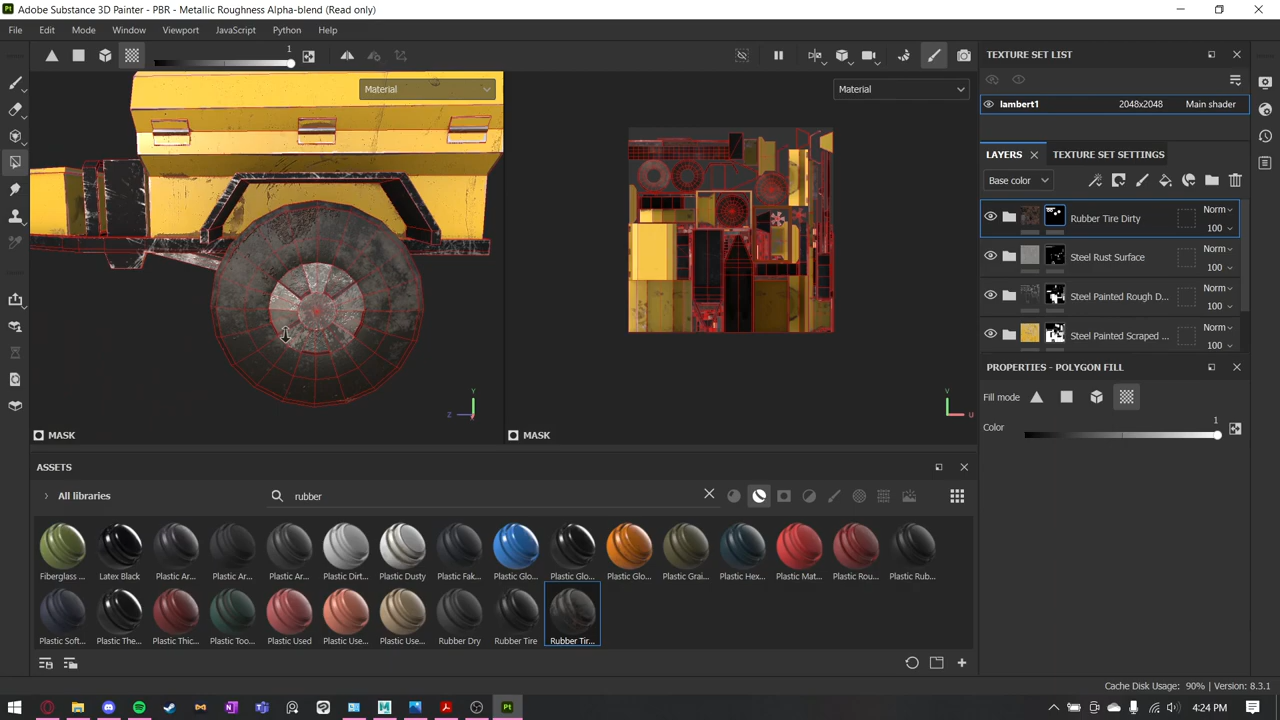 Adobe Substance 3D Painter - PBR - Metallic Roughness Alpha-blend (Read only)
File Edit Mode Window Viewport JavaScript Python Help
1
Material
Material
Y
Z
V
U
MASK
MASK
TEXTURE SET LIST
lambert1 2048x2048 Main shader
LAYERS TEXTURE SET SETTINGS
Base color
Rubber Tire Dirty Norm 100
Steel Rust Surface Norm 100
Steel Painted Rough D... Norm 100
Steel Painted Scraped ... Norm 100
PROPERTIES - POLYGON FILL
Fill mode
Color 1
ASSETS
All libraries rubber
Fiberglass ... Latex Black Plastic Ar... Plastic Ar... Plastic Ar... Plastic Dirt... Plastic Dusty Plastic Fak... Plastic Glo... Plastic Glo... Plastic Glo... Plastic Grai... Plastic Hex... Plastic Mat... Plastic Rou... Plastic Rub...
Plastic Soft... Plastic The... Plastic Thic... Plastic Too... Plastic Used Plastic Use... Plastic Use... Rubber Dry Rubber Tire Rubber Tir...
Cache Disk Usage: 90% | Version: 8.3.1
Pt 4:24 PM